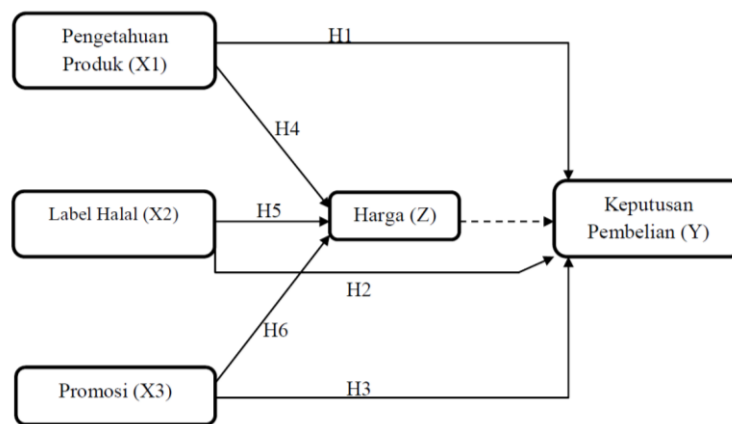 Pengetahuan
Produk (X1)
H1
H4
Label Halal (X2)
H5
Harga (Z)
Keputusan
Pembelian (Y)
H2
H6
Promosi (X3)
H3